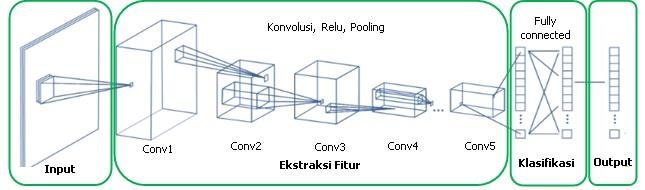 Konvolusi, Relu, Pooling
Fully
connected
Conv1
Conv2
Conv3
Conv4
Conv5
Input
Ekstraksi Fitur
Klasifikasi
Output